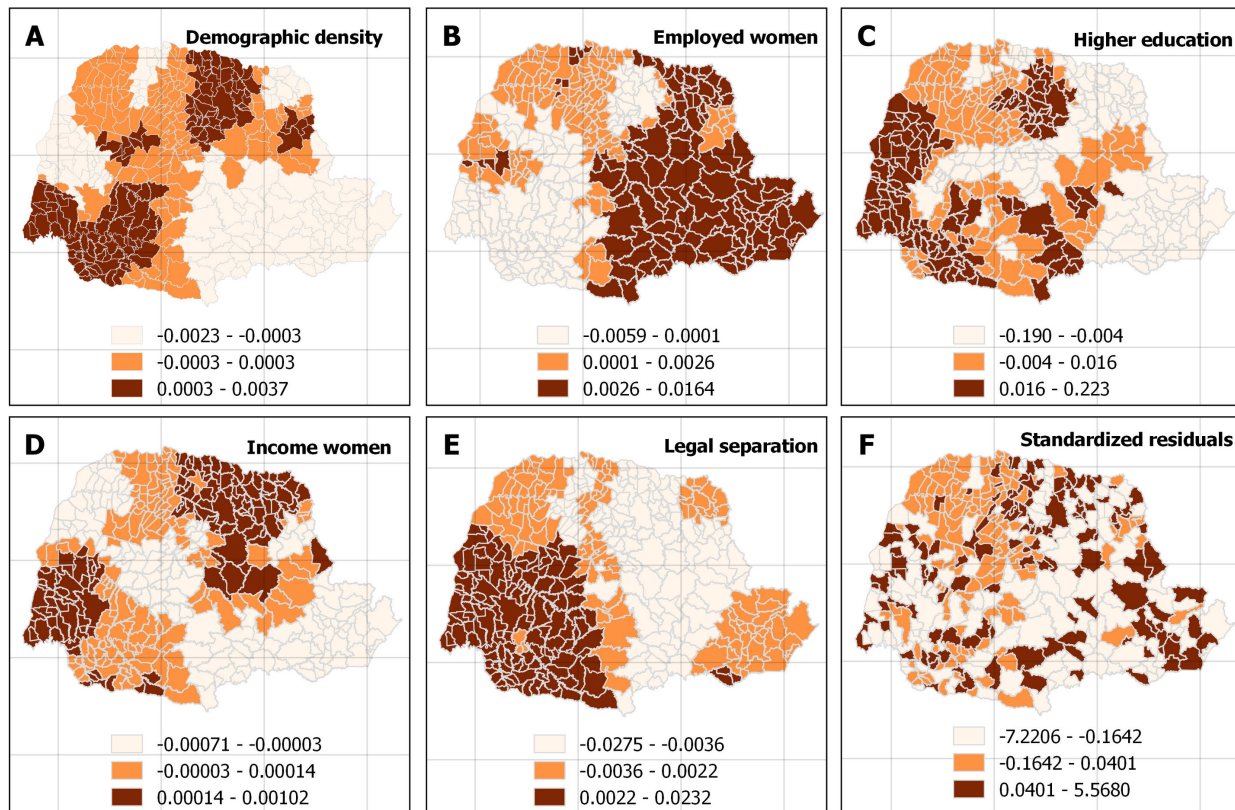 A
Demographic density
-0.0023 - -0.0003
-0.0003 - 0.0003
0.0003 - 0.0037
B
Employed women
-0.0059 - 0.0001
0.0001 - 0.0026
0.0026 - 0.0164
C
Higher education
-0.190 - -0.004
-0.004 - 0.016
0.016 - 0.223
D
Income women
-0.00071 - -0.00003
-0.00003 - 0.00014
0.00014 - 0.00102
E
Legal separation
-0.0275 - -0.0036
-0.0036 - 0.0022
0.0022 - 0.0232
F
Standardized residuals
-7.2206 - -0.1642
-0.1642 - 0.0401
0.0401 - 5.5680